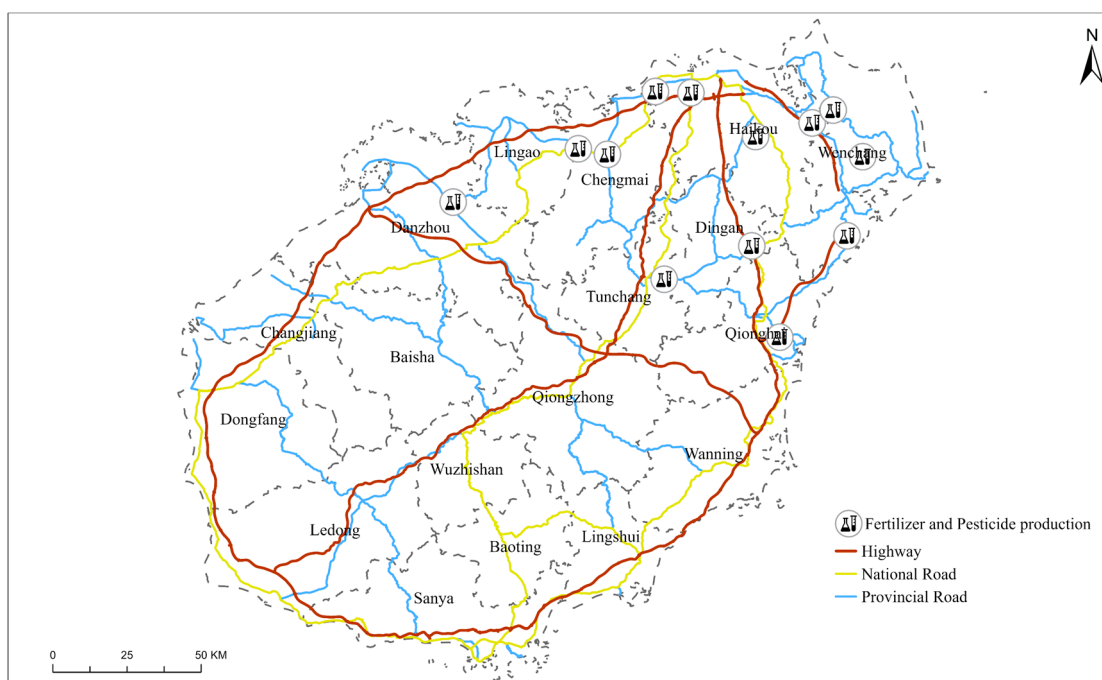 N
Haikou
Lingao
Wenchang
Chengmai
Danzhou
Dingan
Tunchang
Changjiang
Qionghai
Baisha
Qiongzhong
Dongfang
Wanning
Wuzhishan
Ledong
Lingshui
Baoting
Sanya
Fertilizer and Pesticide production
Highway
National Road
Provincial Road
0 25 50 KM